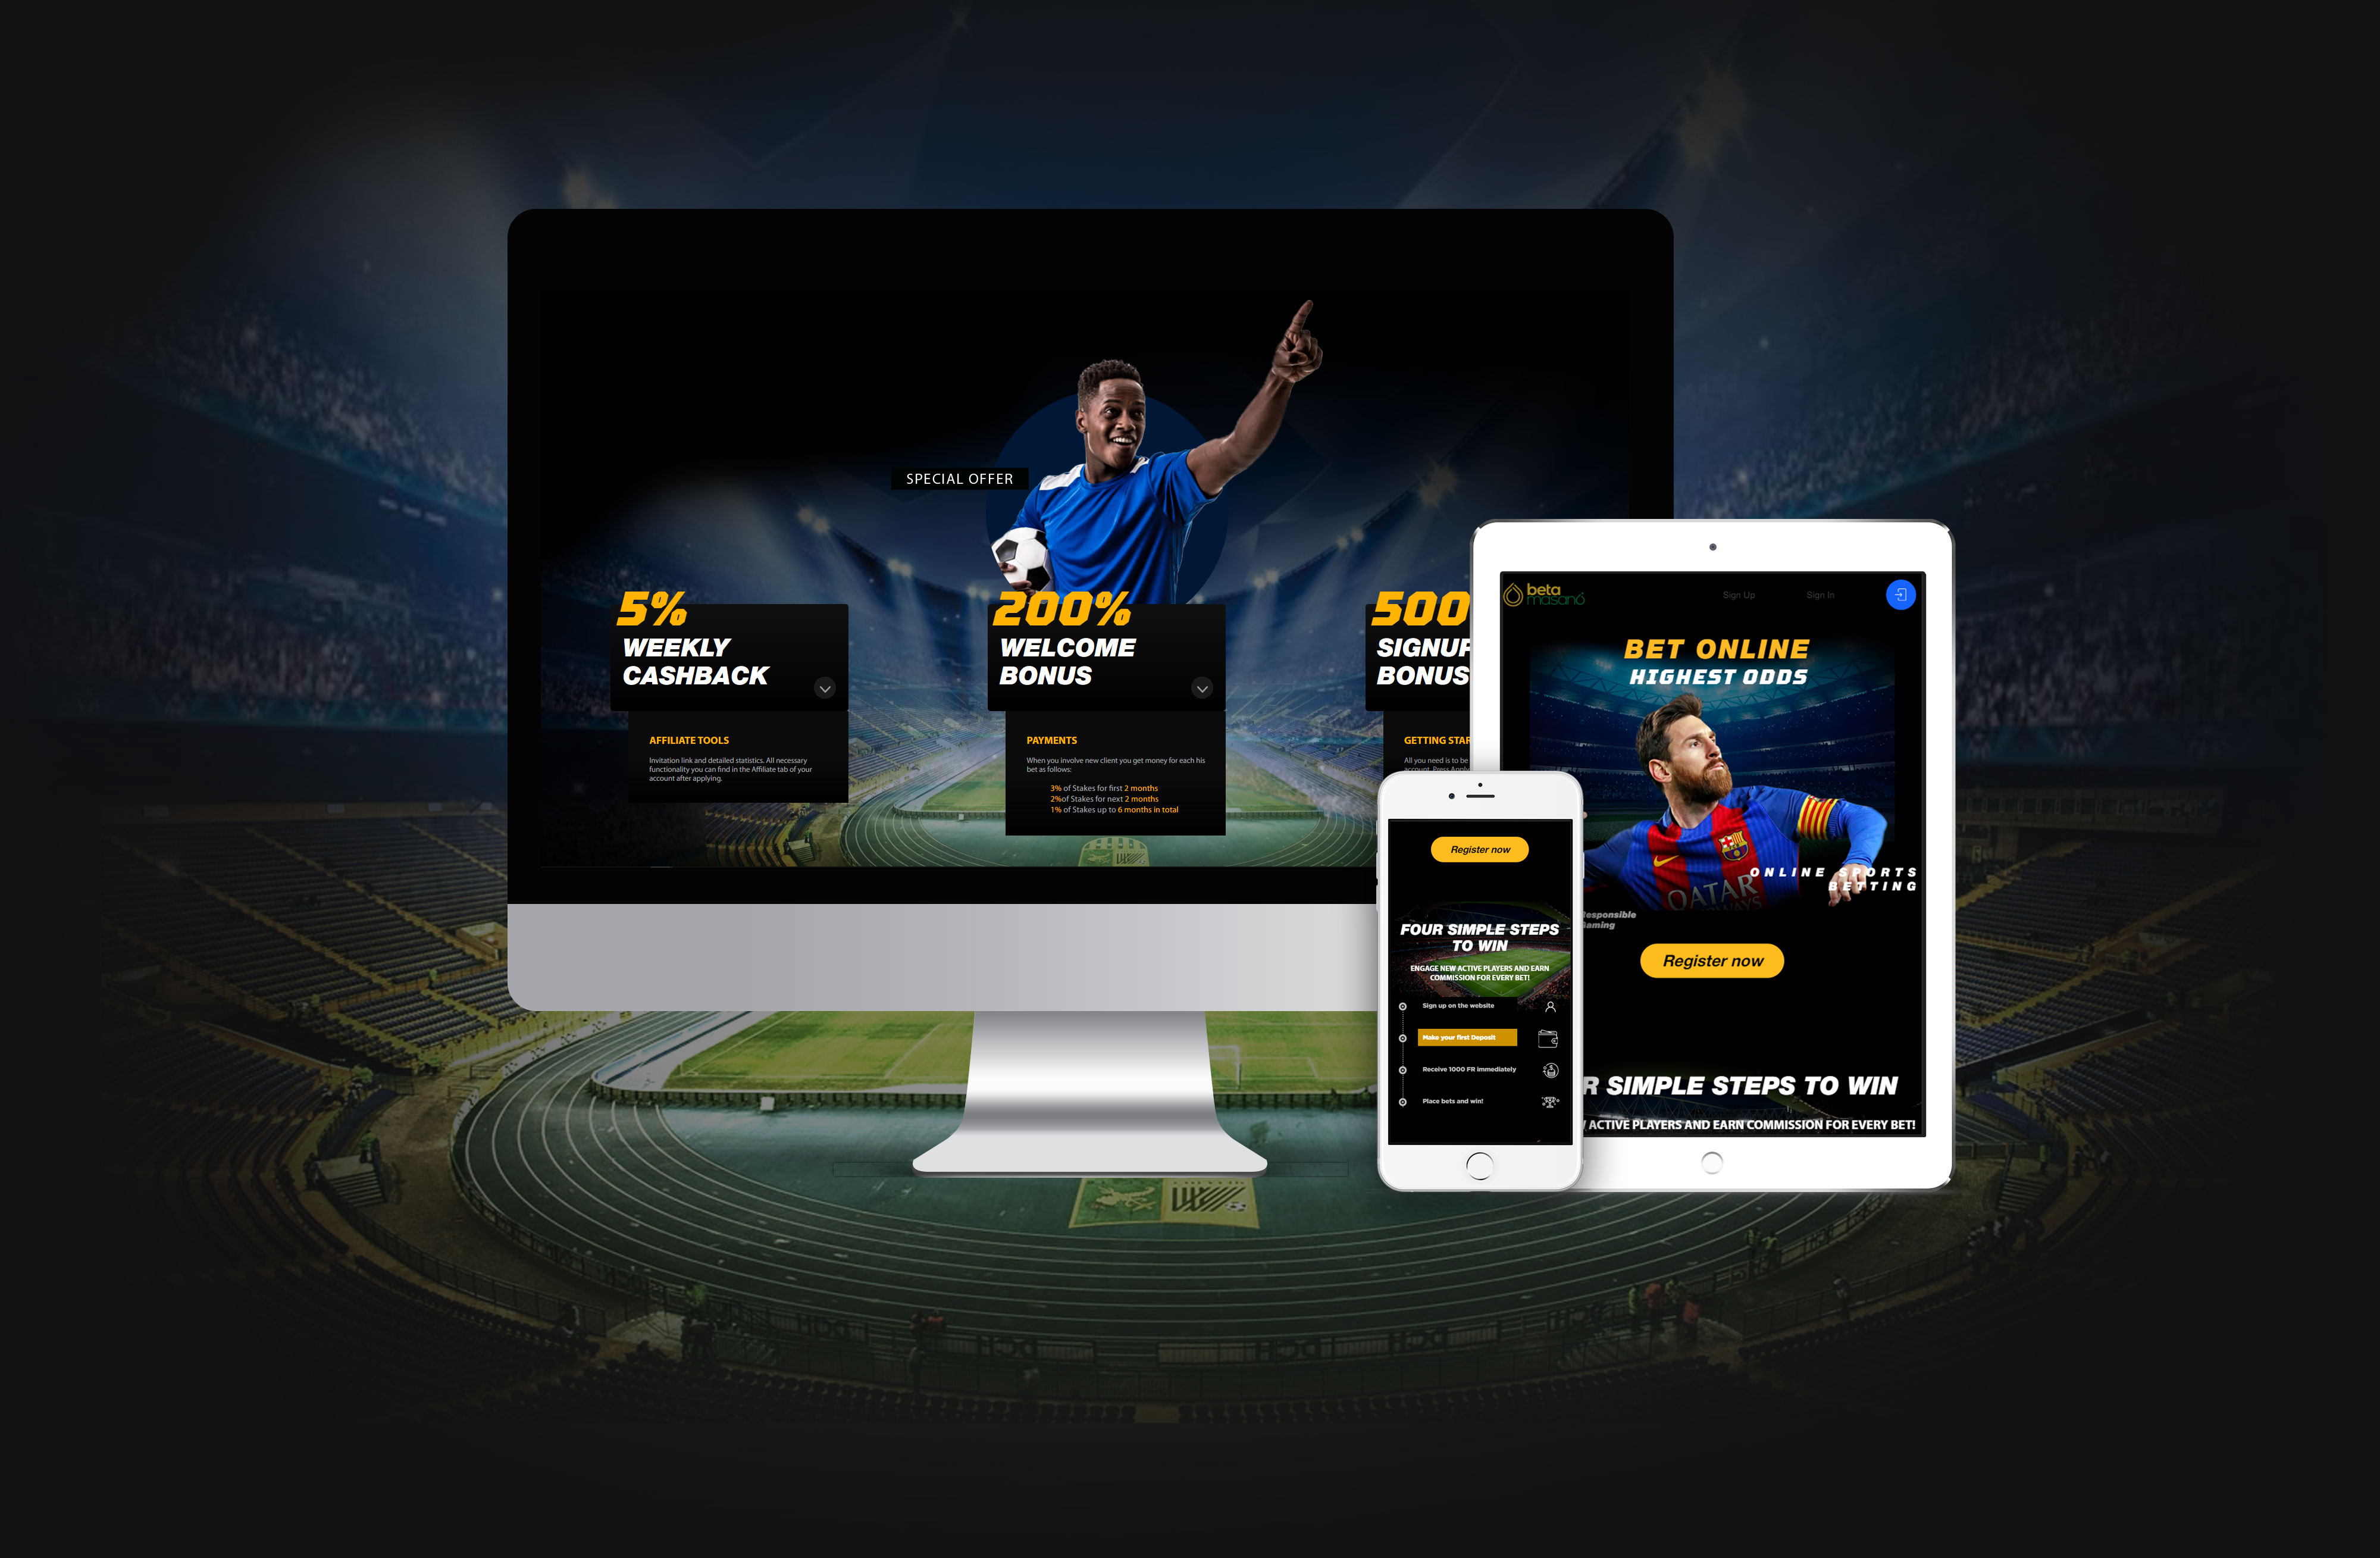 SPECIAL OFFER
5%
WEEKLY
CASHBACK
AFFILIATE TOOLS
Invitation link and detailed statistics. All necessary
functionality you can find in the Affiliate tab of your
account after applying.
200%
WELCOME
BONUS
PAYMENTS
When you involve new client you get money for each his
bet as follows:
3% of Stakes for first 2 months
2%of Stakes for next 2 months
1% of Stakes up to 6 months in total
500
SIGNUP
BONUS
GETTING STAR
All you need is to be
account. Press Apply
beta
masanó
Sign Up
Sign In
BET ONLINE
HIGHEST ODDS
QATAR
AIRWAYS
ONLINE SPORTS
BETTING
Responsible
Gaming
Register now
R SIMPLE STEPS TO WIN
ACTIVE PLAYERS AND EARN COMMISSION FOR EVERY BET!
Register now
FOUR SIMPLE STEPS
TO WIN
ENGAGE NEW ACTIVE PLAYERS AND EARN
COMMISSION FOR EVERY BET!
Sign up on the website
Make your first Deposit
Receive 1000 FR immediately
Place bets and win!